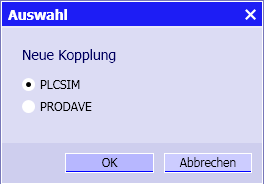 Auswahl
Neue Kopplung
PLCSIM
PRODAVE
OK Abbrechen